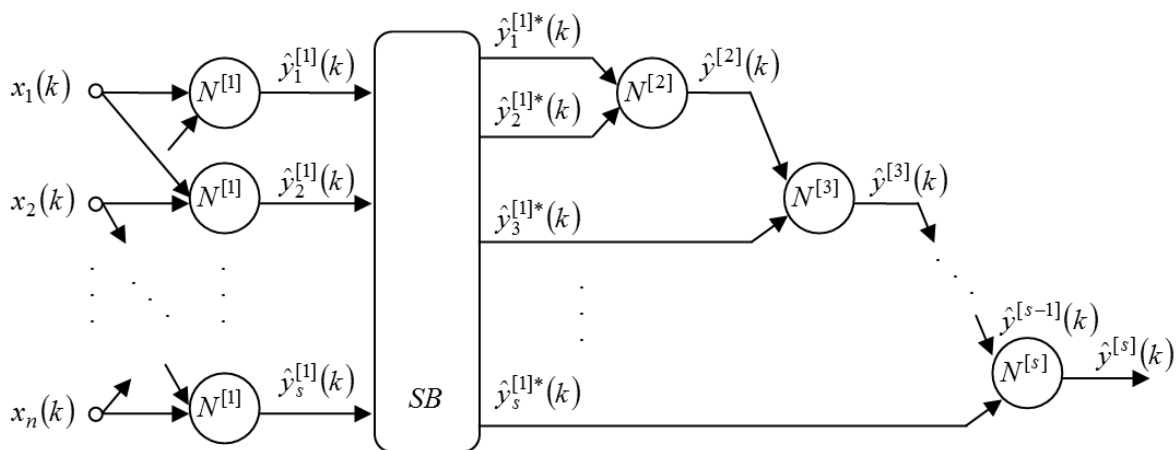 x₁(k)
N^{[1]}
ŷ₁^{[1]}(k)
x₂(k)
N^{[1]}
ŷ₂^{[1]}(k)
xₙ(k)
N^{[1]}
ŷₛ^{[1]}(k)
SB
ŷ₁^{[1]*}(k)
ŷ₂^{[1]*}(k)
ŷ₃^{[1]*}(k)
ŷₛ^{[1]*}(k)
N^{[2]}
ŷ^{[2]}(k)
N^{[3]}
ŷ^{[3]}(k)
ŷ^{[s−1]}(k)
N^{[s]}
ŷ^{[s]}(k)